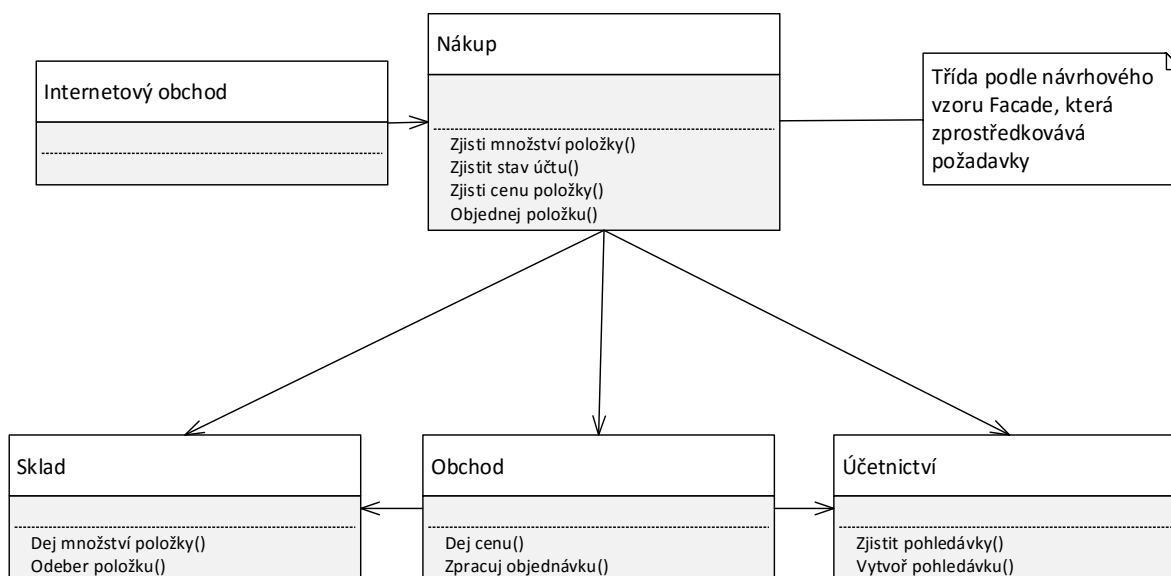 Nákup
Internetový obchod
Třída podle návrhového
vzoru Facade, která
zprostředkovává
požadavky
Zjisti množství položky()
Zjistit stav účtu()
Zjisti cenu položky()
Objednej položku()
Sklad
Obchod
Účetnictví
Dej množství položky()
Odeber položku()
Dej cenu()
Zpracuj objednávku()
Zjistit pohledávky()
Vytvoř pohledávku()